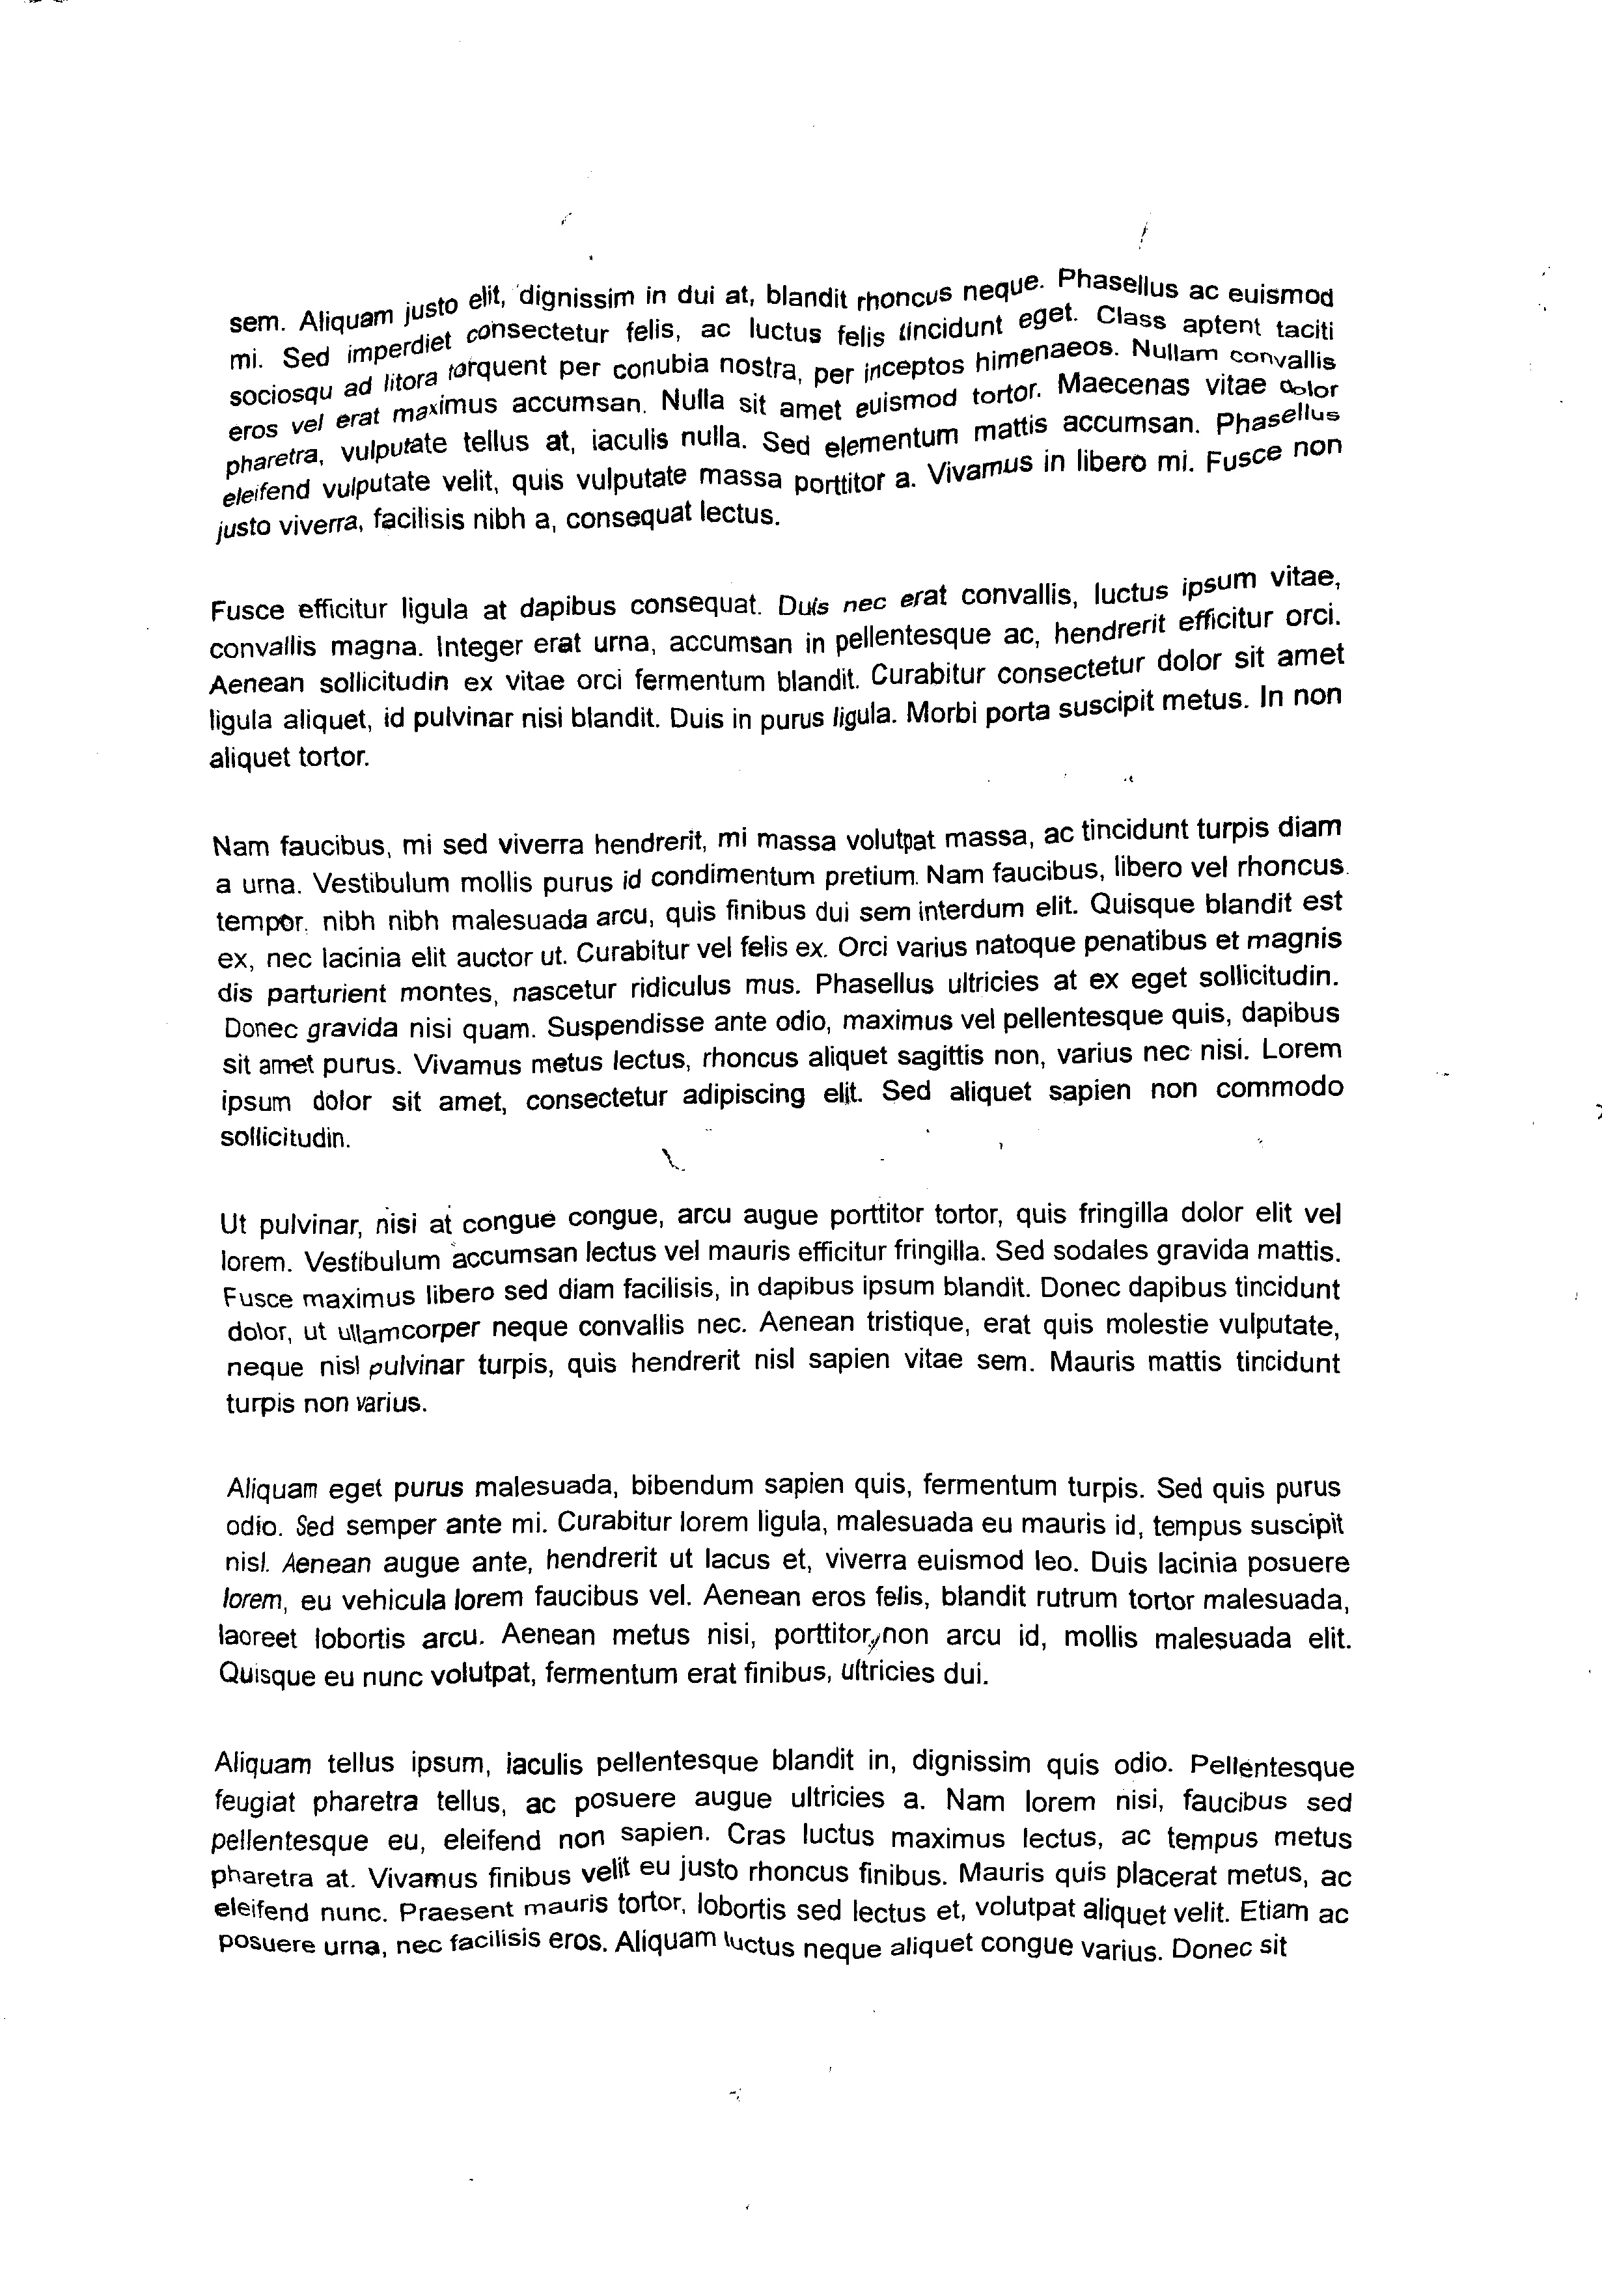 sem. Aliquam justo elit, dignissim in dui at, blandit rhoncus neque. Phasellus ac euismod
mi. Sed imperdiet consectetur felis, ac luctus felis tincidunt eget. Class aptent taciti
sociosqu ad litora torquent per conubia nostra, per inceptos himenaeos. Nullam convallis
eros vel erat maximus accumsan. Nulla sit amet euismod tortor. Maecenas vitae dolor
pharetra, vulputate tellus at, iaculis nulla. Sed elementum mattis accumsan. Phasellus
eleifend vulputate velit, quis vulputate massa porttitor a. Vivamus in libero mi. Fusce non
justo viverra, facilisis nibh a, consequat lectus.

Fusce efficitur ligula at dapibus consequat. Duis nec erat convallis, luctus ipsum vitae,
convallis magna. Integer erat urna, accumsan in pellentesque ac, hendrerit efficitur orci.
Aenean sollicitudin ex vitae orci fermentum blandit. Curabitur consectetur dolor sit amet
ligula aliquet, id pulvinar nisi blandit. Duis in purus ligula. Morbi porta suscipit metus. In non
aliquet tortor.

Nam faucibus, mi sed viverra hendrerit, mi massa volutpat massa, ac tincidunt turpis diam
a urna. Vestibulum mollis purus id condimentum pretium. Nam faucibus, libero vel rhoncus
tempor, nibh nibh malesuada arcu, quis finibus dui sem interdum elit. Quisque blandit est
ex, nec lacinia elit auctor ut. Curabitur vel felis ex. Orci varius natoque penatibus et magnis
dis parturient montes, nascetur ridiculus mus. Phasellus ultricies at ex eget sollicitudin.
Donec gravida nisi quam. Suspendisse ante odio, maximus vel pellentesque quis, dapibus
sit amet purus. Vivamus metus lectus, rhoncus aliquet sagittis non, varius nec nisi. Lorem
ipsum dolor sit amet, consectetur adipiscing elit. Sed aliquet sapien non commodo
sollicitudin.

Ut pulvinar, nisi at congue congue, arcu augue porttitor tortor, quis fringilla dolor elit vel
lorem. Vestibulum accumsan lectus vel mauris efficitur fringilla. Sed sodales gravida mattis.
Fusce maximus libero sed diam facilisis, in dapibus ipsum blandit. Donec dapibus tincidunt
dolor, ut ullamcorper neque convallis nec. Aenean tristique, erat quis molestie vulputate,
neque nisl pulvinar turpis, quis hendrerit nisl sapien vitae sem. Mauris mattis tincidunt
turpis non varius.

Aliquam eget purus malesuada, bibendum sapien quis, fermentum turpis. Sed quis purus
odio. Sed semper ante mi. Curabitur lorem ligula, malesuada eu mauris id, tempus suscipit
nisl. Aenean augue ante, hendrerit ut lacus et, viverra euismod leo. Duis lacinia posuere
lorem, eu vehicula lorem faucibus vel. Aenean eros felis, blandit rutrum tortor malesuada,
laoreet lobortis arcu. Aenean metus nisi, porttitor non arcu id, mollis malesuada elit.
Quisque eu nunc volutpat, fermentum erat finibus, ultricies dui.

Aliquam tellus ipsum, iaculis pellentesque blandit in, dignissim quis odio. Pellentesque
feugiat pharetra tellus, ac posuere augue ultricies a. Nam lorem nisi, faucibus sed
pellentesque eu, eleifend non sapien. Cras luctus maximus lectus, ac tempus metus
pharetra at. Vivamus finibus velit eu justo rhoncus finibus. Mauris quis placerat metus, ac
eleifend nunc. Praesent mauris tortor, lobortis sed lectus et, volutpat aliquet velit. Etiam ac
posuere urna, nec facilisis eros. Aliquam luctus neque aliquet congue varius. Donec sit